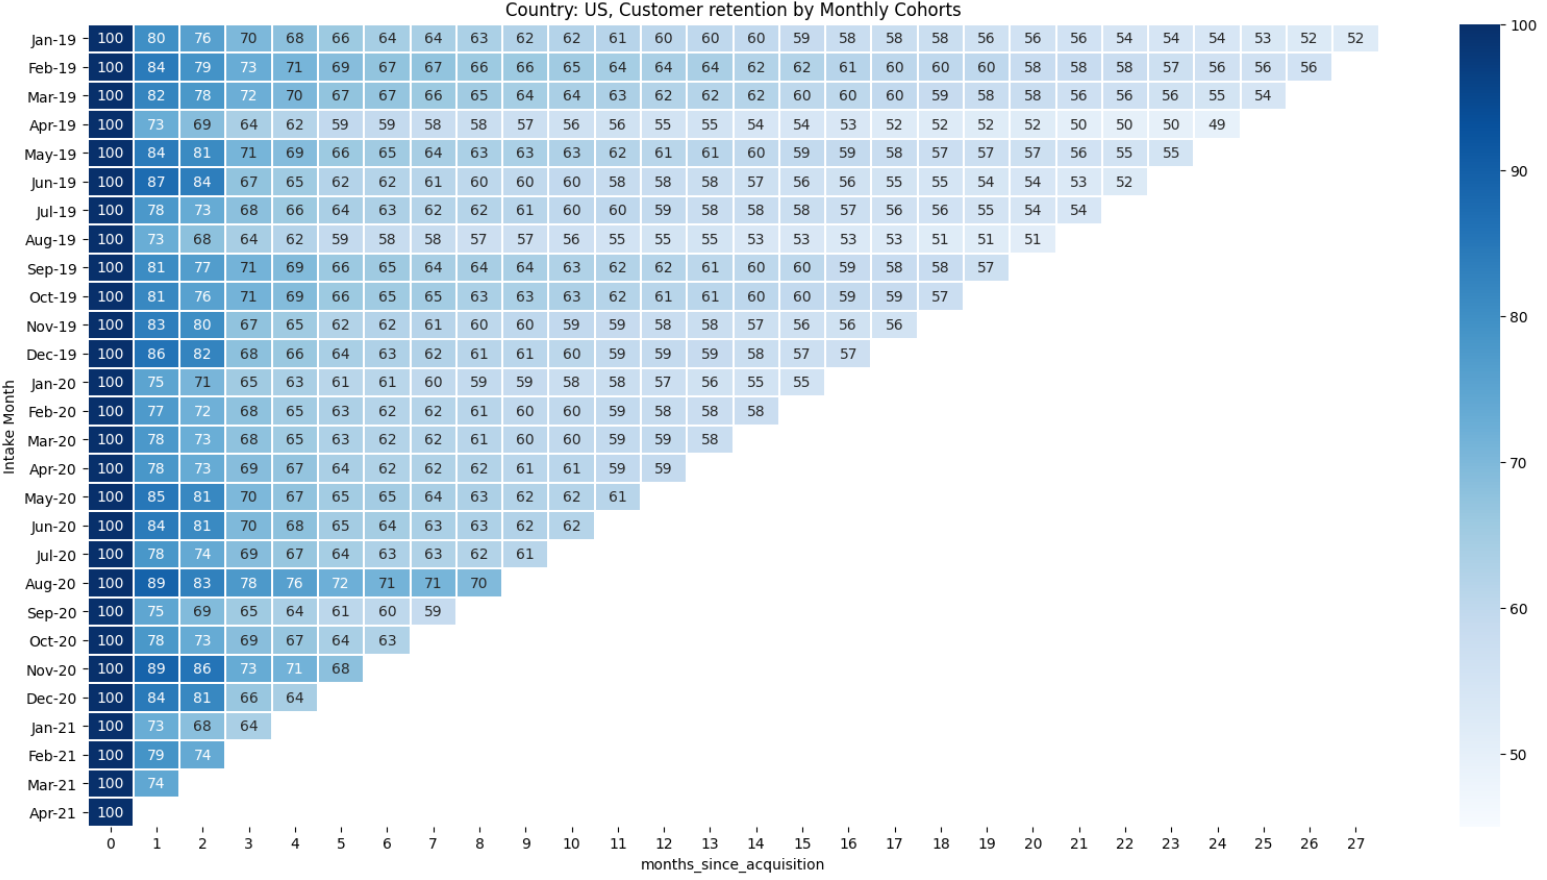 Country: US, Customer retention by Monthly Cohorts
Jan-19 100 80 76 70 68 66 64 64 63 62 62 61 60 60 60 59 58 58 58 56 56 56 54 54 54 53 52 52
Feb-19 100 84 79 73 71 69 67 67 66 66 65 64 64 64 62 62 61 60 60 60 58 58 58 57 56 56 56
Mar-19 100 82 78 72 70 67 67 66 65 64 64 63 62 62 62 60 60 60 59 58 58 56 56 56 55 54
Apr-19 100 73 69 64 62 59 59 58 58 57 56 56 55 55 54 54 53 52 52 52 52 50 50 50 49
May-19 100 84 81 71 69 66 65 64 63 63 63 62 61 61 60 59 59 58 57 57 57 56 55 55
Jun-19 100 87 84 67 65 62 62 61 60 60 60 58 58 58 57 56 56 55 55 54 54 53 52
Jul-19 100 78 73 68 66 64 63 62 62 61 60 60 59 58 58 58 57 56 56 55 54 54
Aug-19 100 73 68 64 62 59 58 58 57 57 56 55 55 55 53 53 53 53 51 51 51
Sep-19 100 81 77 71 69 66 65 64 64 64 63 62 62 61 60 60 59 58 58 57
Oct-19 100 81 76 71 69 66 65 65 63 63 63 62 61 61 60 60 59 59 57
Nov-19 100 83 80 67 65 62 62 61 60 60 59 59 58 58 57 56 56 56
Dec-19 100 86 82 68 66 64 63 62 61 61 60 59 59 59 58 57 57
Jan-20 100 75 71 65 63 61 61 60 59 59 58 58 57 56 55 55
Feb-20 100 77 72 68 65 63 62 62 61 60 60 59 58 58 58
Mar-20 100 78 73 68 65 63 62 62 61 60 60 59 59 58
Apr-20 100 78 73 69 67 64 62 62 62 61 61 59 59
May-20 100 85 81 70 67 65 65 64 63 62 62 61
Jun-20 100 84 81 70 68 65 64 63 63 62 62
Jul-20 100 78 74 69 67 64 63 63 62 61
Aug-20 100 89 83 78 76 72 71 71 70
Sep-20 100 75 69 65 64 61 60 59
Oct-20 100 78 73 69 67 64 63
Nov-20 100 89 86 73 71 68
Dec-20 100 84 81 66 64
Jan-21 100 73 68 64
Feb-21 100 79 74
Mar-21 100 74
Apr-21 100
0 1 2 3 4 5 6 7 8 9 10 11 12 13 14 15 16 17 18 19 20 21 22 23 24 25 26 27
months_since_acquisition
Intake Month
100
90
80
70
60
50